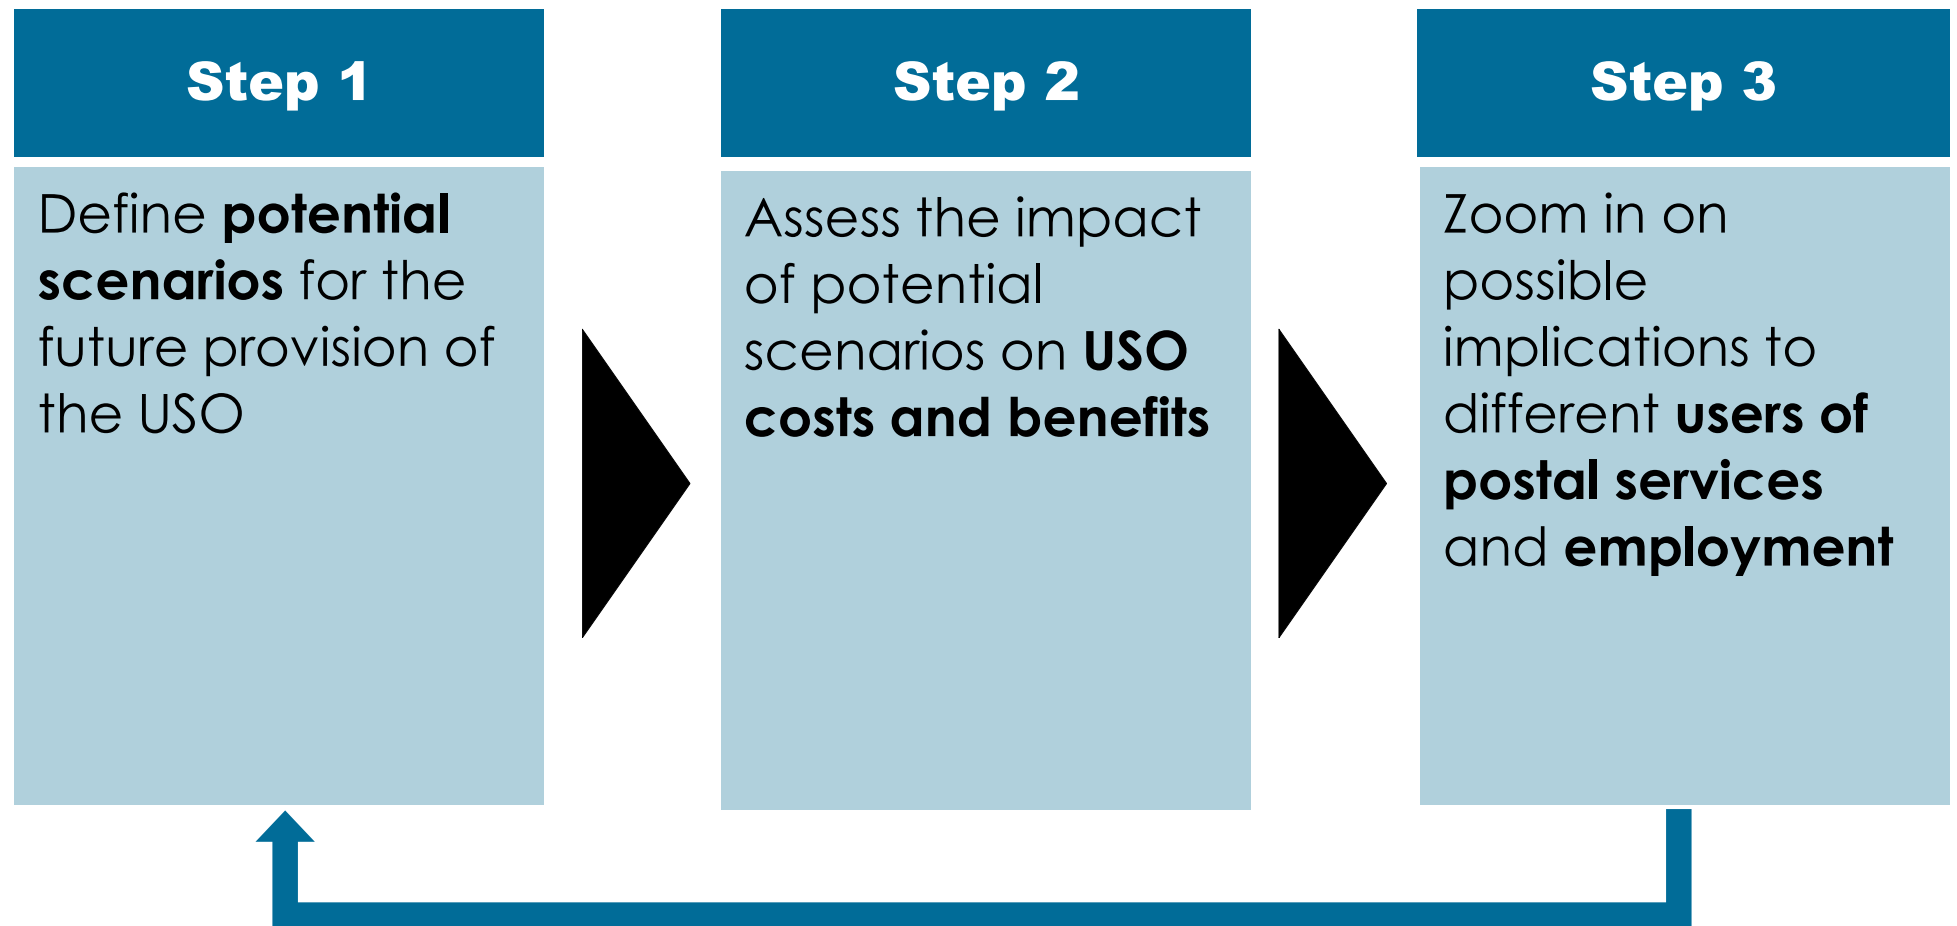 Step 1
Define potential
scenarios for the
future provision of
the USO
Step 2
Assess the impact
of potential
scenarios on USO
costs and benefits
Step 3
Zoom in on
possible
implications to
different users of
postal services
and employment